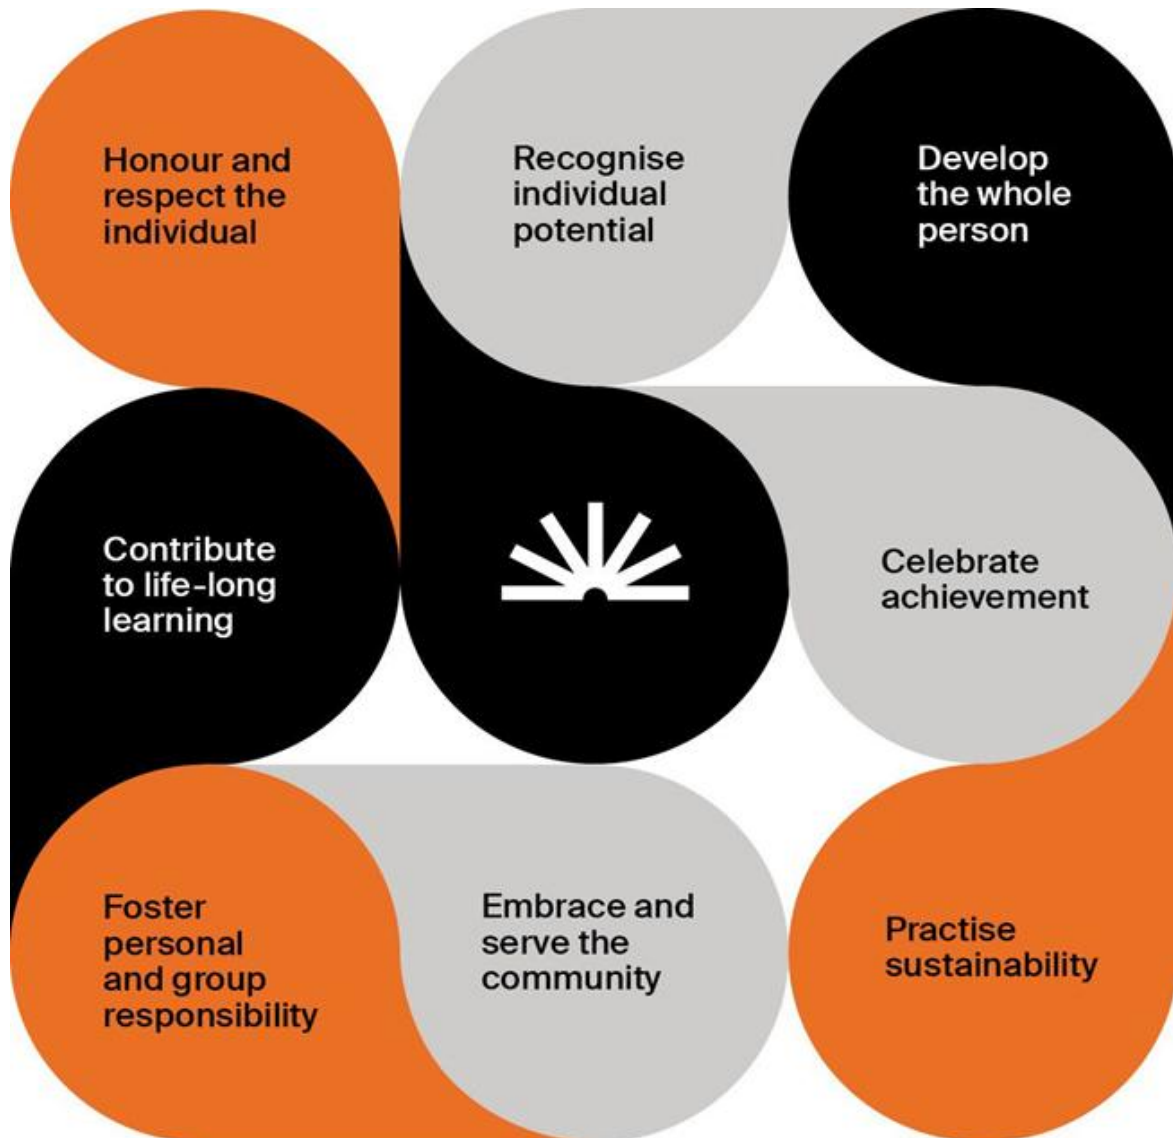 Honour and
respect the
individual
Recognise
individual
potential
Develop
the whole
person
Contribute
to life-long
learning
Celebrate
achievement
Foster
personal
and group
responsibility
Embrace and
serve the
community
Practise
sustainability